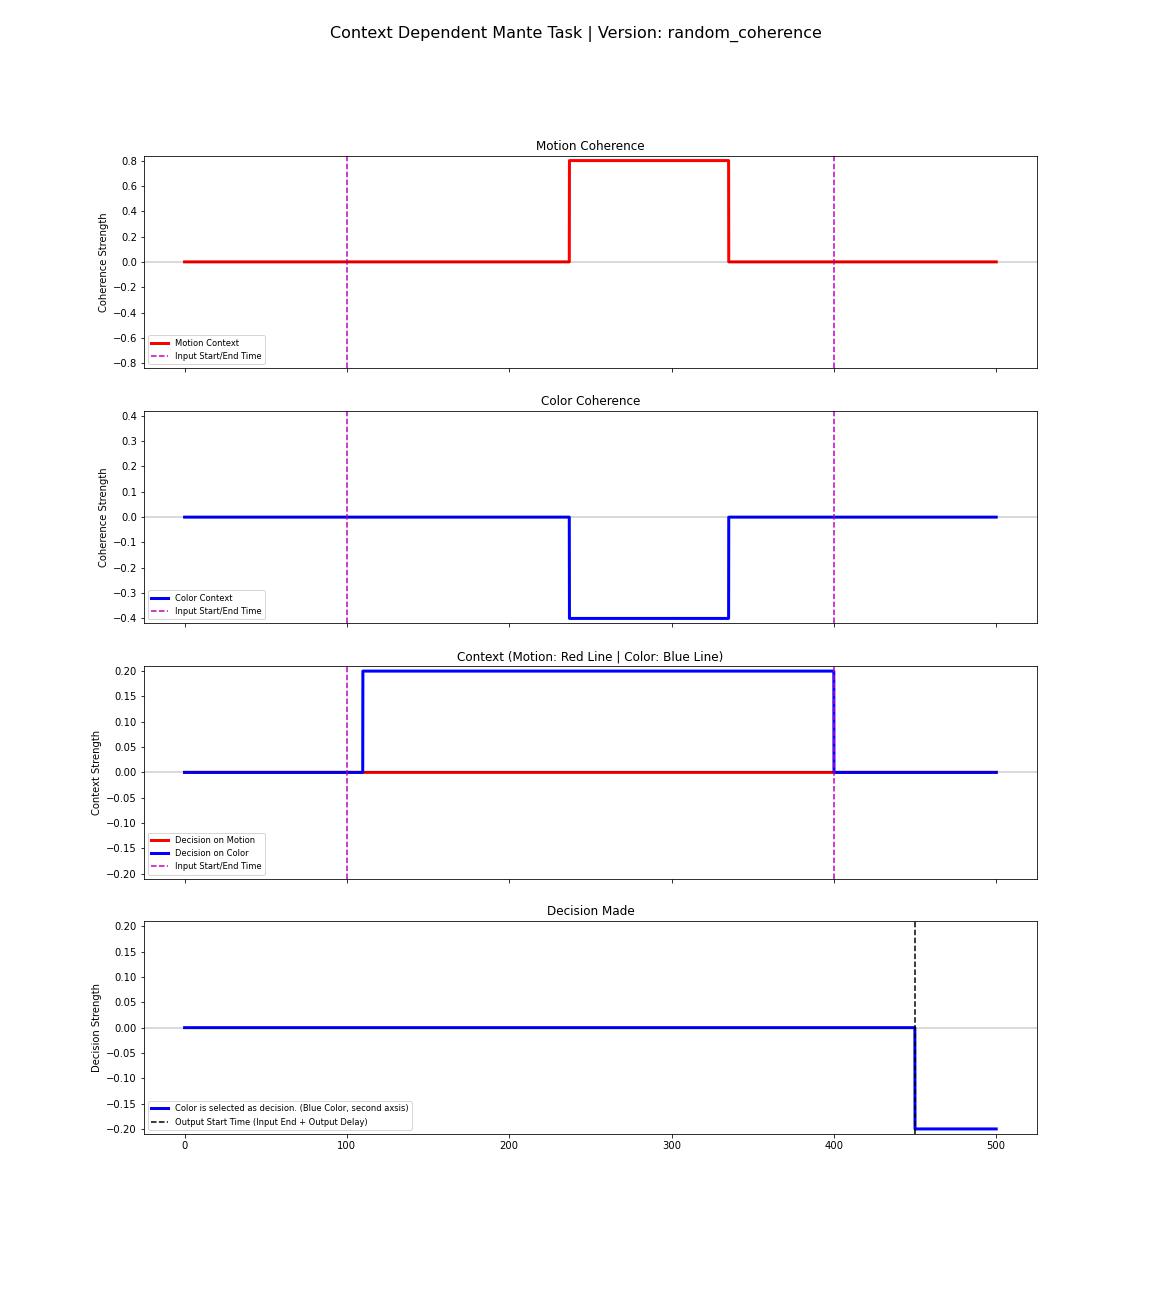 Context Dependent Mante Task | Version: random_coherence
Motion Coherence
Coherence Strength
0.8
0.6
0.4
0.2
0.0
−0.2
−0.4
−0.6
−0.8
Motion Context
Input Start/End Time
Color Coherence
Coherence Strength
0.4
0.3
0.2
0.1
0.0
−0.1
−0.2
−0.3
−0.4
Color Context
Input Start/End Time
Context (Motion: Red Line | Color: Blue Line)
Context Strength
0.20
0.15
0.10
0.05
0.00
−0.05
−0.10
−0.15
−0.20
Decision on Motion
Decision on Color
Input Start/End Time
Decision Made
Decision Strength
0.20
0.15
0.10
0.05
0.00
−0.05
−0.10
−0.15
−0.20
Color is selected as decision. (Blue Color, second axsis)
Output Start Time (Input End + Output Delay)
0 100 200 300 400 500